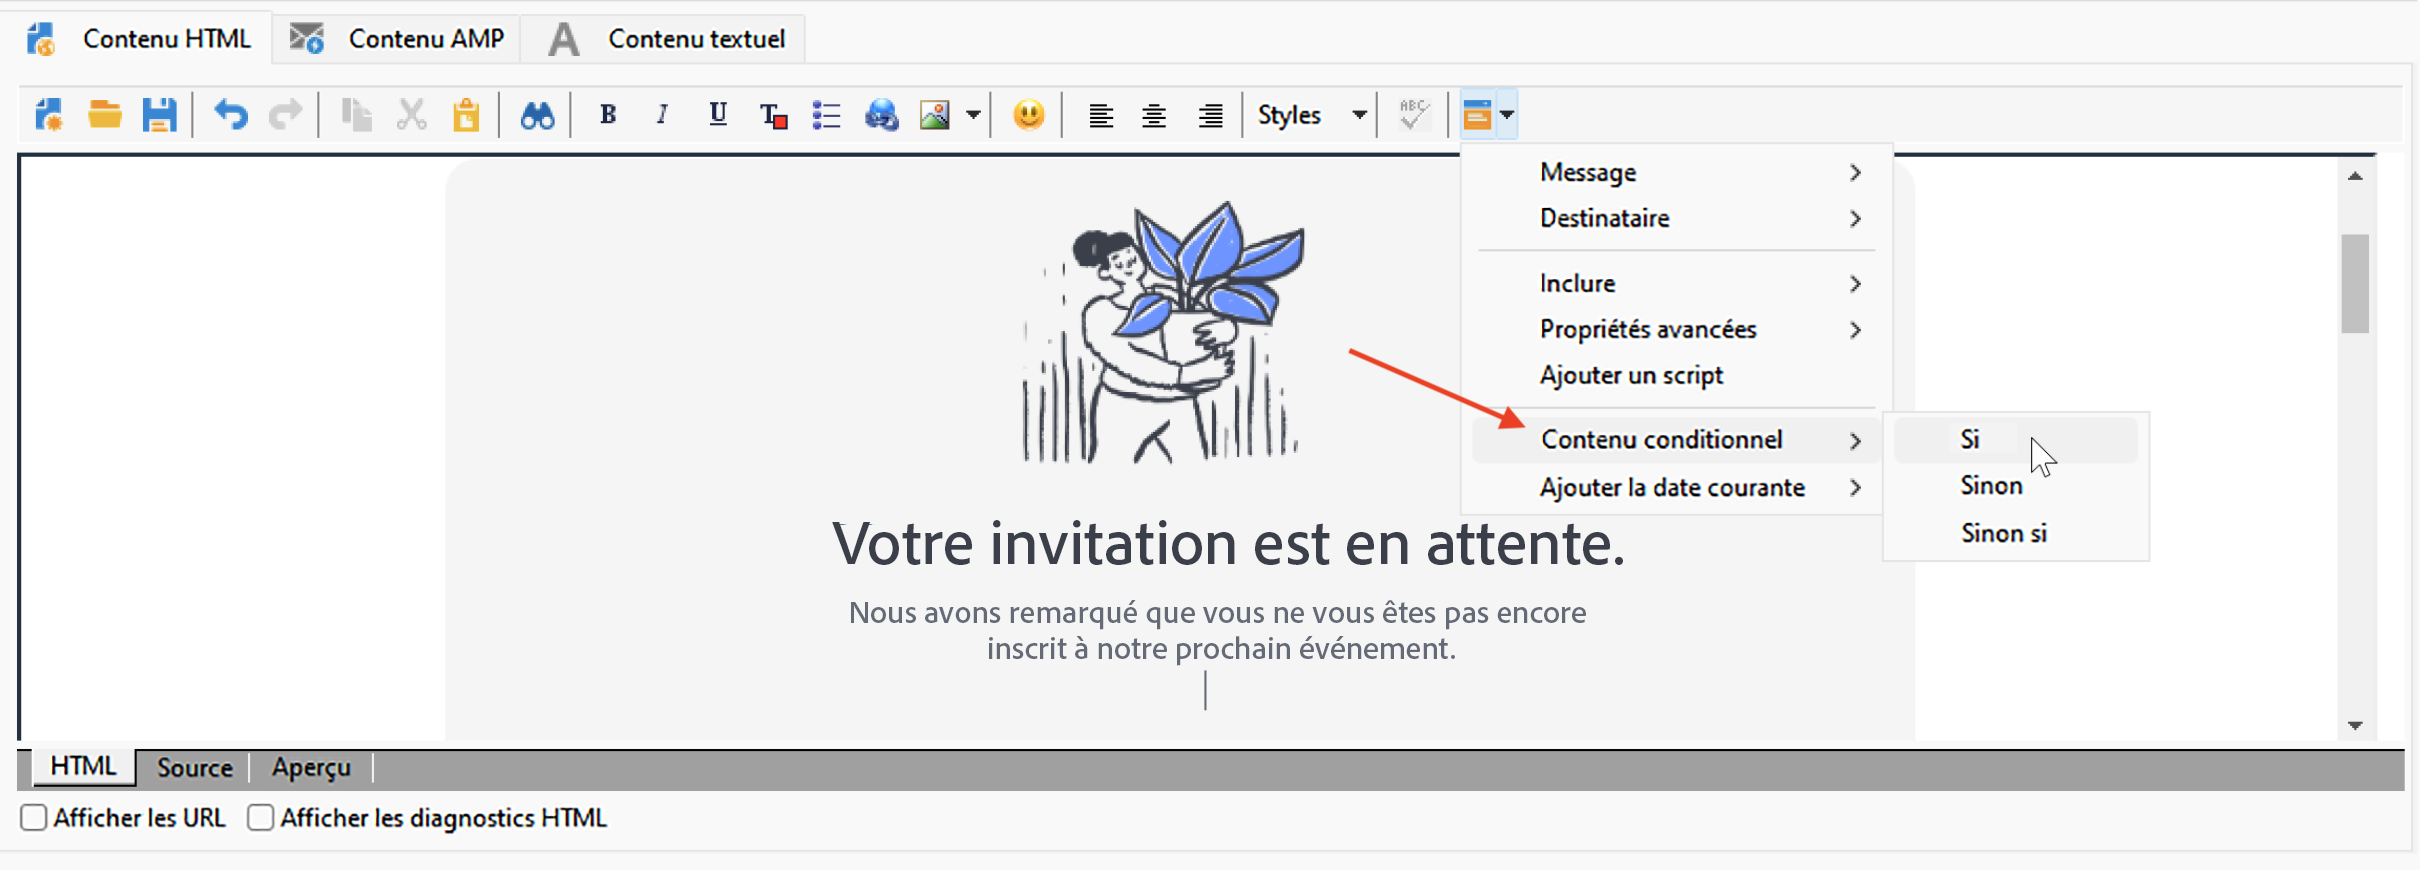 Contenu HTML
Contenu AMP
Contenu textuel
B I U T
Styles
ABC
Message
Destinataire
Inclure
Propriétés avancées
Ajouter un script
Contenu conditionnel
Ajouter la date courante
Si
Sinon
Sinon si
Votre invitation est en attente.
Nous avons remarqué que vous ne vous êtes pas encore
inscrit à notre prochain événement.
HTML
Source
Aperçu
Afficher les URL
Afficher les diagnostics HTML